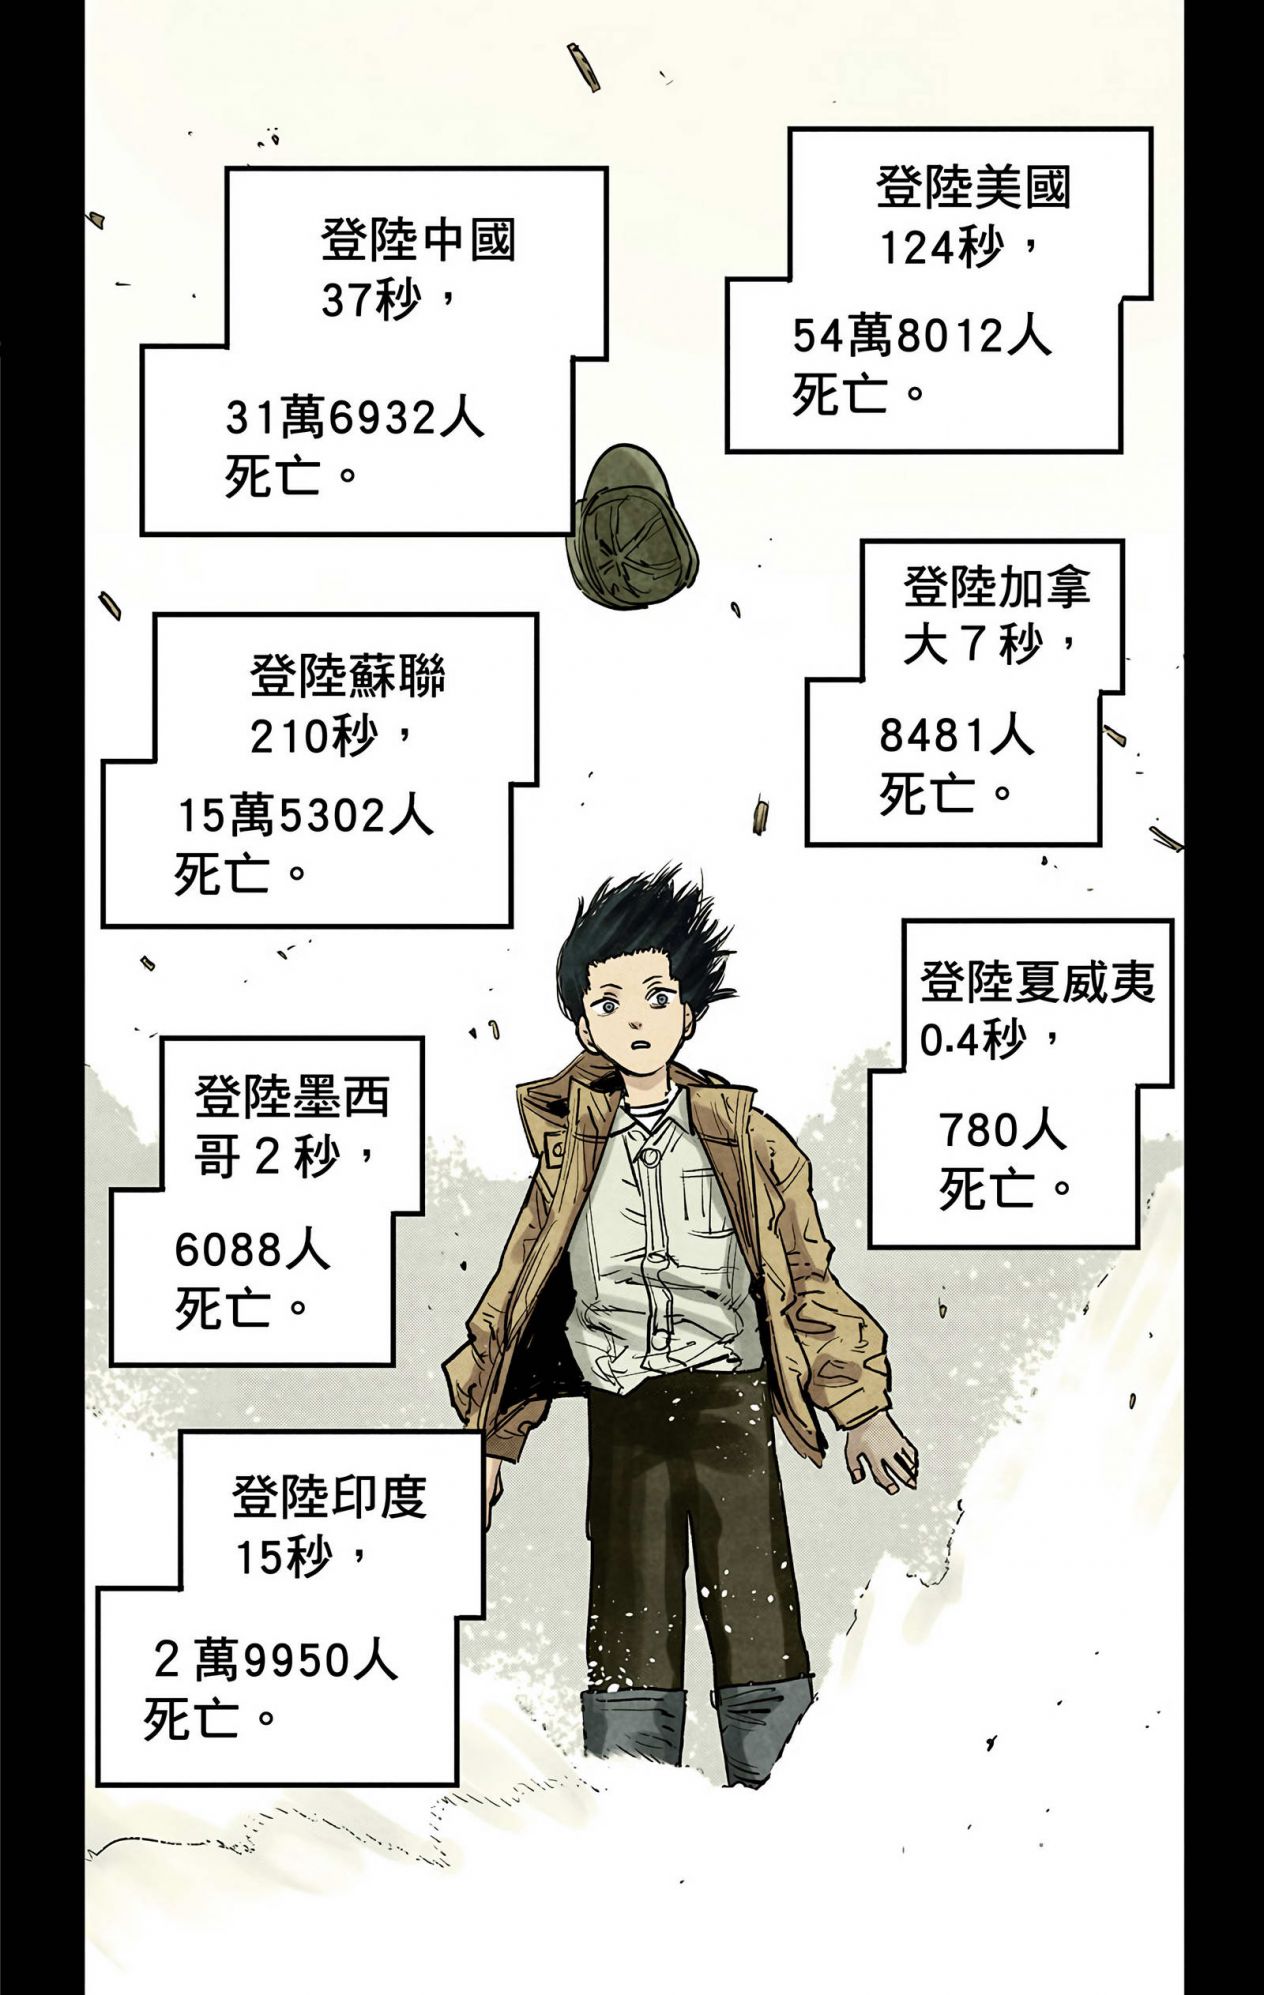 登陸美國
124秒，
54萬8012人
死亡。
登陸中國
37秒，
31萬6932人
死亡。
登陸加拿
大７秒，
8481人
死亡。
登陸蘇聯
210秒，
15萬5302人
死亡。
登陸夏威夷
0.4秒，
780人
死亡。
登陸墨西
哥２秒，
6088人
死亡。
登陸印度
15秒，
２萬9950人
死亡。